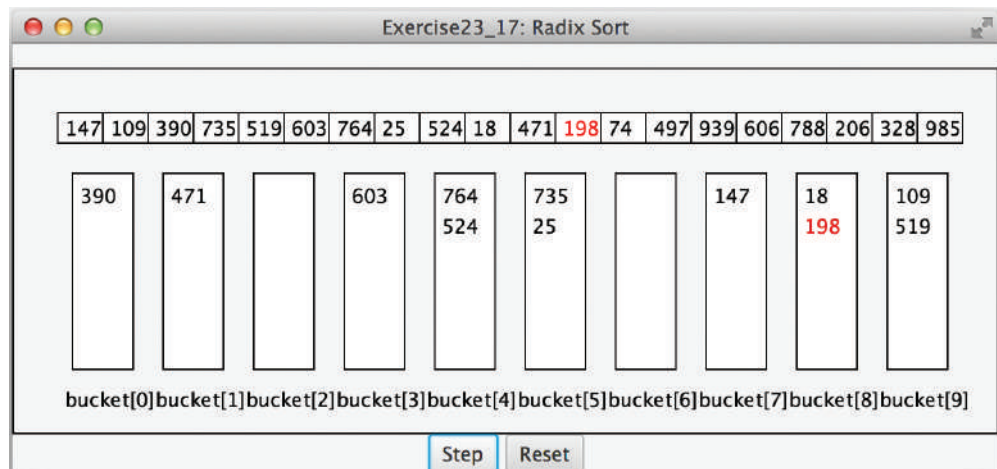 Exercise23_17: Radix Sort
147 109 390 735 519 603 764 25 524 18 471 198 74 497 939 606 788 206 328 985
390 471 603 764 735 147 18 109
524 25 198 519
bucket[0] bucket[1] bucket[2] bucket[3] bucket[4] bucket[5] bucket[6] bucket[7] bucket[8] bucket[9]
Step Reset